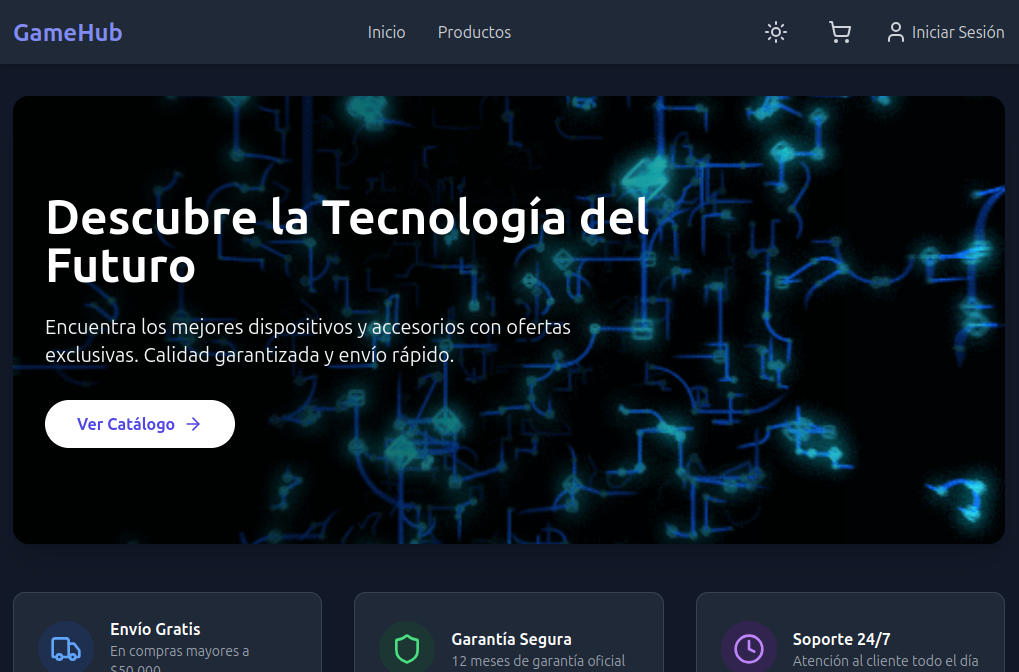 GameHub
Inicio
Productos
Iniciar Sesión
Descubre la Tecnología del
Futuro
Encuentra los mejores dispositivos y accesorios con ofertas
exclusivas. Calidad garantizada y envío rápido.
Ver Catálogo
Envío Gratis
En compras mayores a
$50.000
Garantía Segura
12 meses de garantía oficial
Soporte 24/7
Atención al cliente todo el día